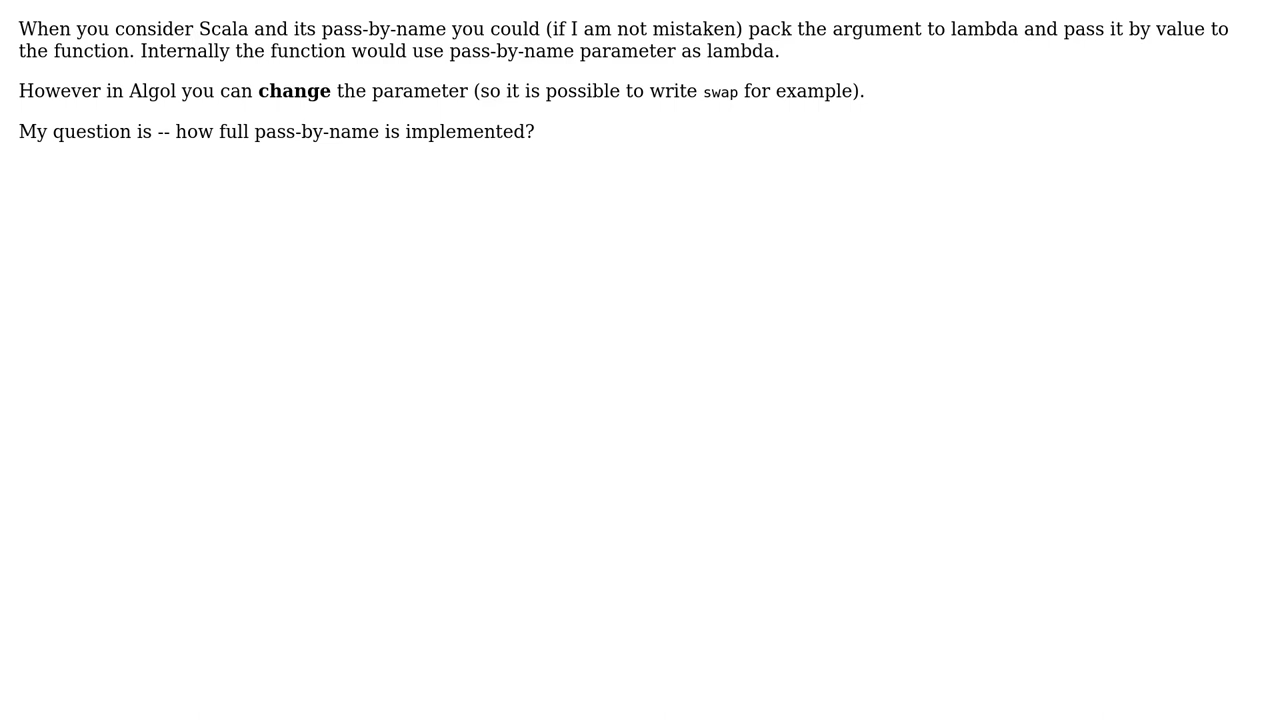 When you consider Scala and its pass-by-name you could (if I am not mistaken) pack the argument to lambda and pass it by value to
the function. Internally the function would use pass-by-name parameter as lambda.
However in Algol you can change the parameter (so it is possible to write swap for example).
My question is -- how full pass-by-name is implemented?